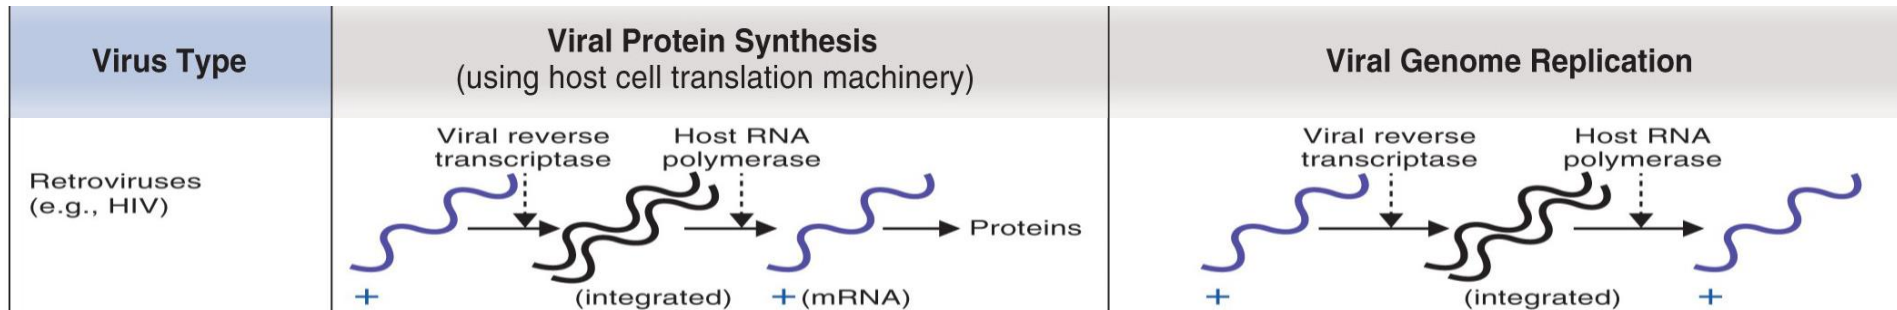 Virus Type
Viral Protein Synthesis
(using host cell translation machinery)
Viral Genome Replication
Retroviruses
(e.g., HIV)
Viral reverse
transcriptase
Host RNA
polymerase
Proteins
+
(integrated)
+ (mRNA)
Viral reverse
transcriptase
Host RNA
polymerase
+
(integrated)
+